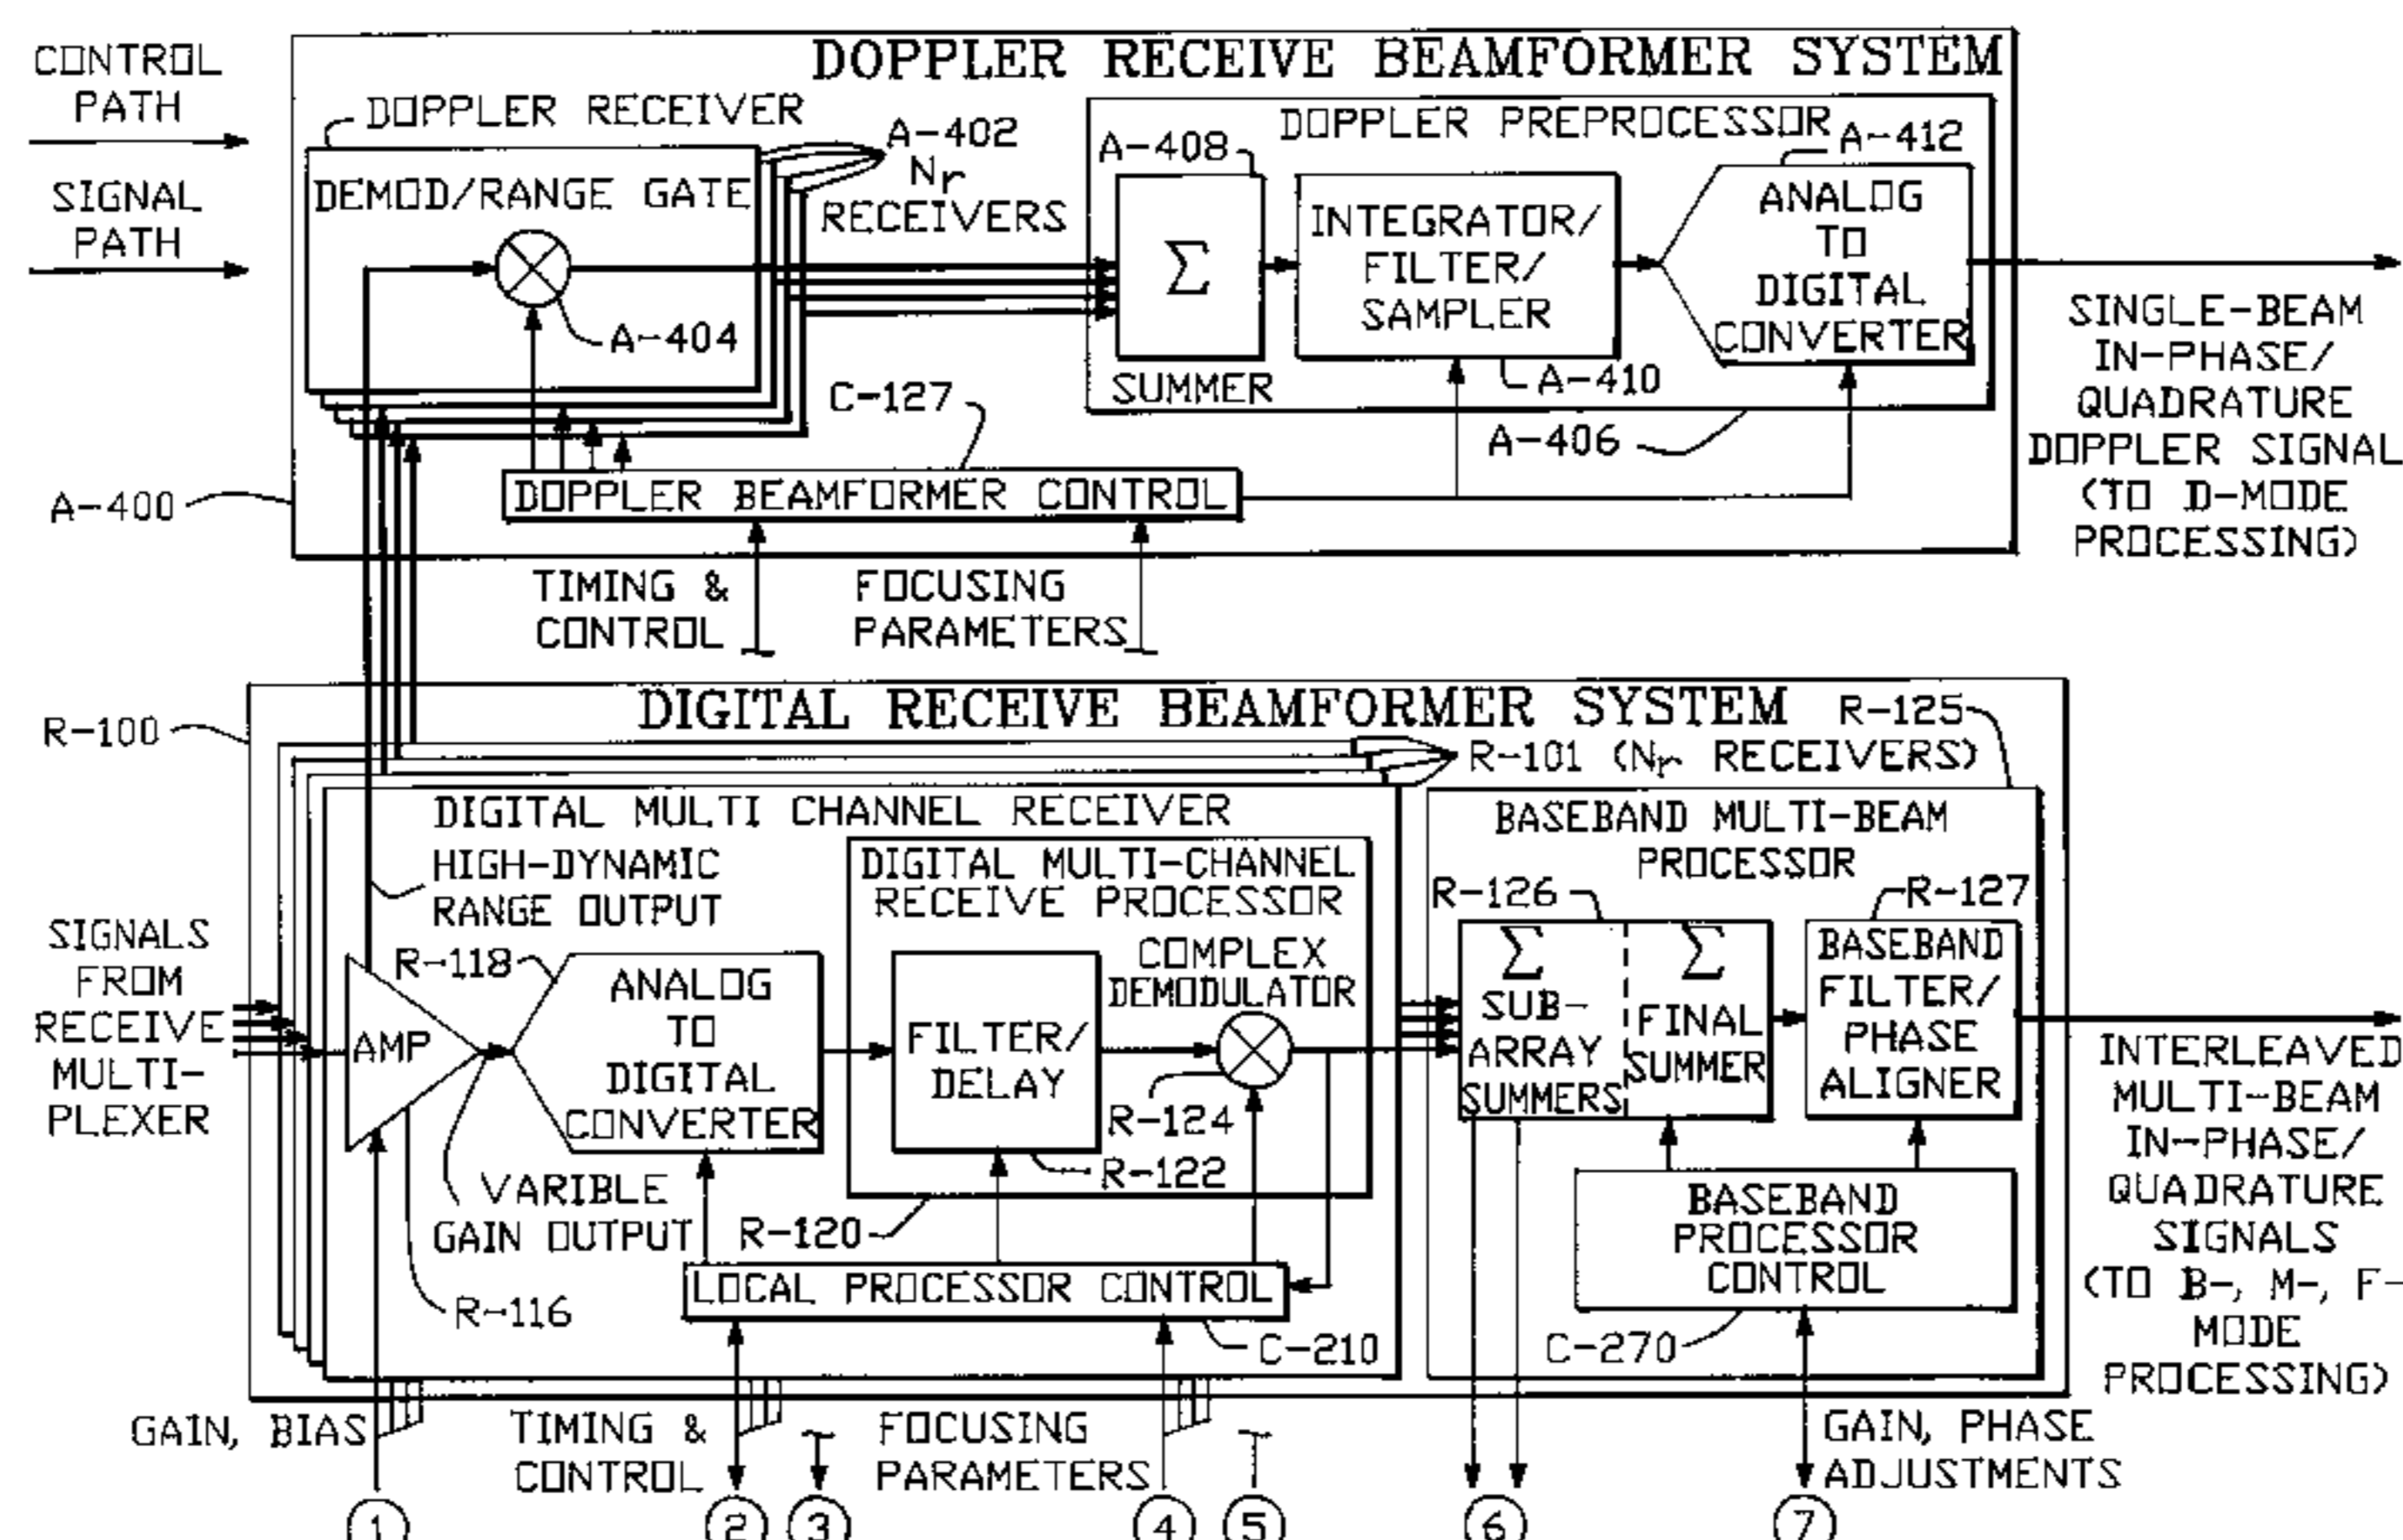 CONTROL
PATH
SIGNAL
PATH
DOPPLER RECEIVE BEAMFORMER SYSTEM
DOPPLER RECEIVER
DEMOD/RANGE GATE
A-402
Nr
RECEIVERS
A-404
DOPPLER PREPROCESSOR
A-408
Σ
SUMMER
INTEGRATOR/
FILTER/
SAMPLER
A-410
A-412
ANALOG
TO
DIGITAL
CONVERTER
A-406
C-127
DOPPLER BEAMFORMER CONTROL
A-400
TIMING &
CONTROL
FOCUSING
PARAMETERS
SINGLE-BEAM
IN-PHASE/
QUADRATURE
DOPPLER SIGNAL
(TO D-MODE
PROCESSING)
DIGITAL RECEIVE BEAMFORMER SYSTEM
R-100
R-125
R-101 (Nr RECEIVERS)
DIGITAL MULTI CHANNEL RECEIVER
HIGH-DYNAMIC
RANGE OUTPUT
SIGNALS
FROM
RECEIVE
MULTI-
PLEXER
AMP
R-118
ANALOG
TO
DIGITAL
CONVERTER
VARIBLE
GAIN OUTPUT
R-116
DIGITAL MULTI-CHANNEL
RECEIVE PROCESSOR
FILTER/
DELAY
COMPLEX
DEMODULATOR
R-124
R-122
R-120
LOCAL PROCESSOR CONTROL
C-210
BASEBAND MULTI-BEAM
PROCESSOR
R-126
Σ
SUB-
ARRAY
SUMMERS
Σ
FINAL
SUMMER
R-127
BASEBAND
FILTER/
PHASE
ALIGNER
BASEBAND
PROCESSOR
CONTROL
C-270
INTERLEAVED
MULTI-BEAM
IN-PHASE/
QUADRATURE
SIGNALS
(TO B-, M-, F-
MODE
PROCESSING)
GAIN, BIAS
TIMING &
CONTROL
FOCUSING
PARAMETERS
GAIN, PHASE
ADJUSTMENTS
1
2
3
4
5
6
7